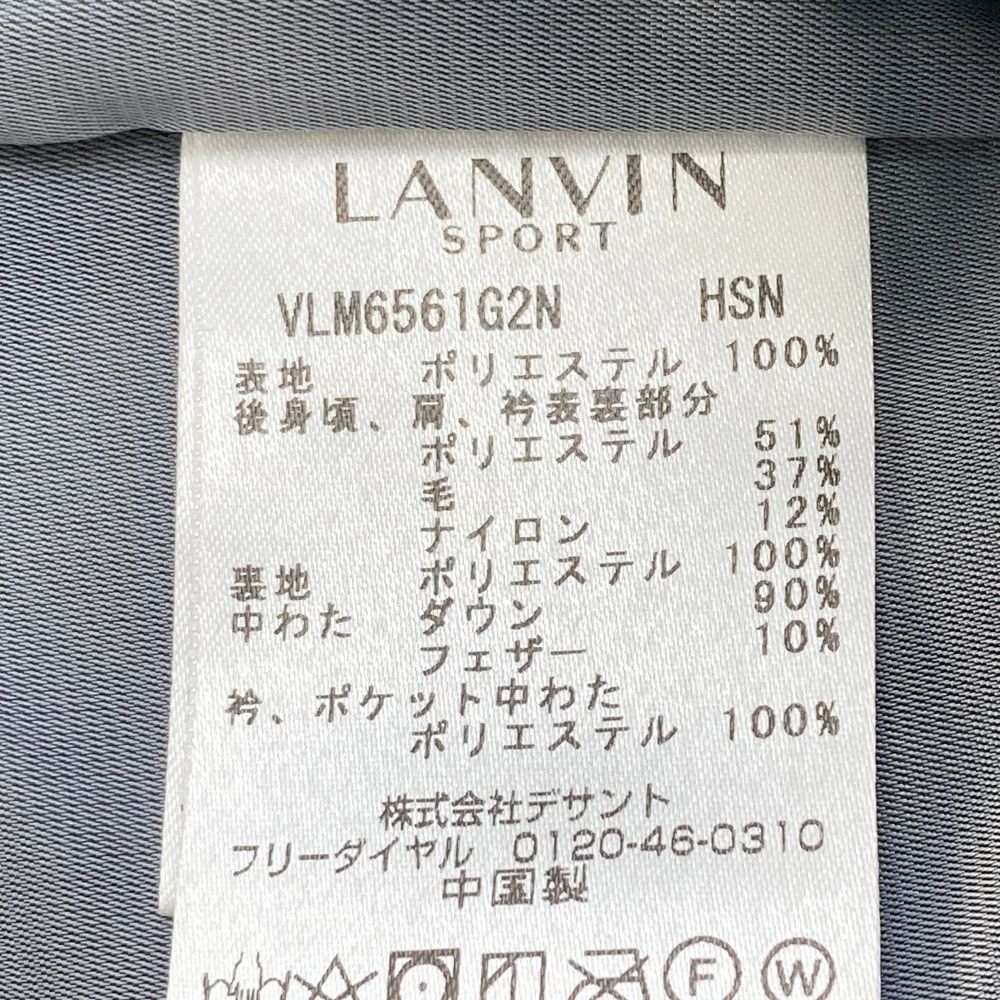 LANVIN
SPORT
VLM6561G2N HSN
表地 ポリエステル 100%
後身頃、肩、衿表裏部分
ポリエステル 51%
毛 37%
ナイロン 12%
裏地 ポリエステル 100%
中わた ダウン 90%
フェザー 10%
衿、ポケット中わた
ポリエステル 100%
株式会社デサント
フリーダイヤル 0120-46-0310
中国製
F W